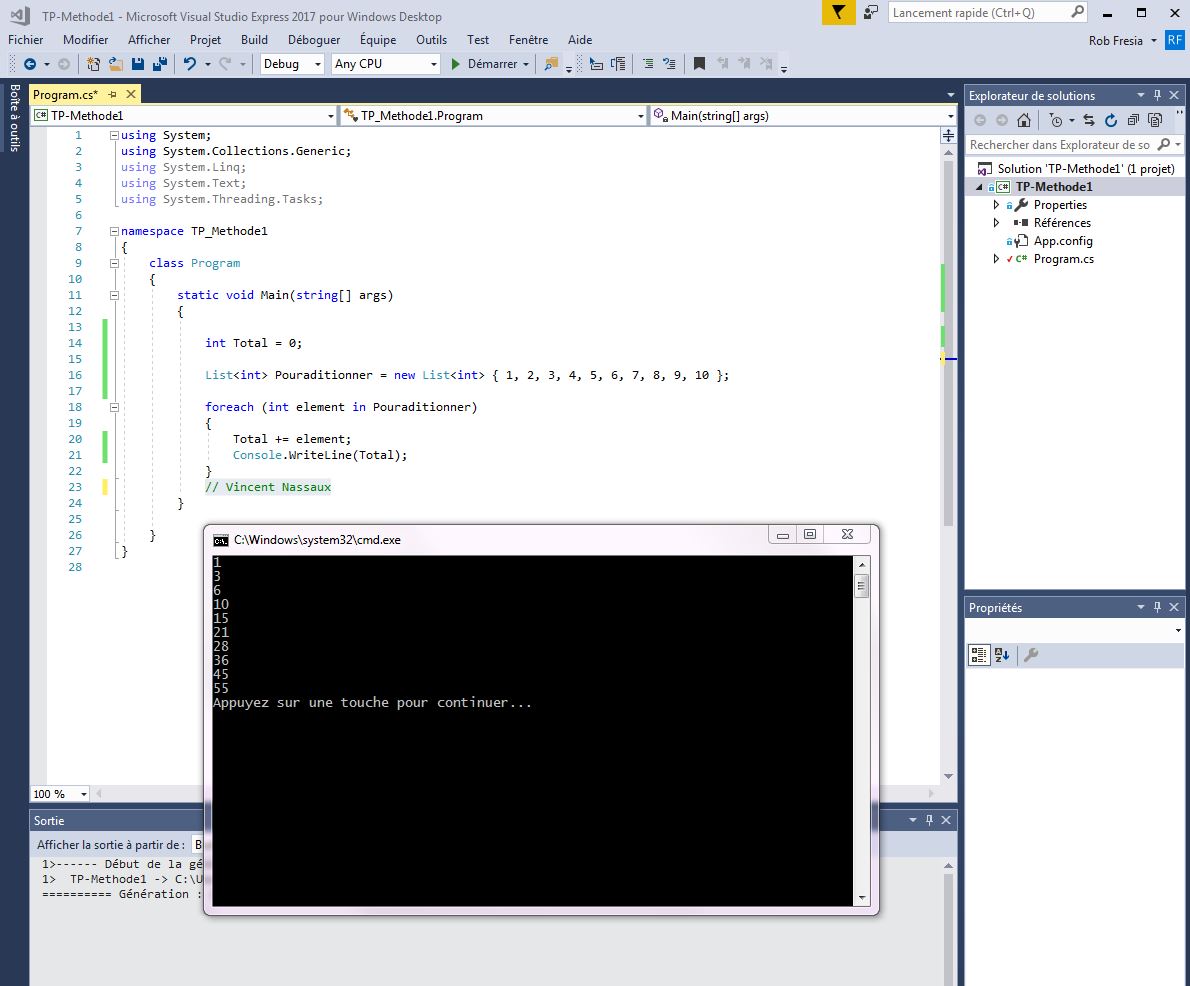 TP-Methode1 - Microsoft Visual Studio Express 2017 pour Windows Desktop
Lancement rapide (Ctrl+Q)
Fichier Modifier Afficher Projet Build Déboguer Équipe Outils Test Fenêtre Aide
Rob Fresia RF
Debug Any CPU Démarrer
Boîte à outils
Program.cs*
C# TP-Methode1 TP_Methode1.Program Main(string[] args)
1 using System;
2 using System.Collections.Generic;
3 using System.Linq;
4 using System.Text;
5 using System.Threading.Tasks;
6
7 namespace TP_Methode1
8 {
9 class Program
10 {
11 static void Main(string[] args)
12 {
13
14 int Total = 0;
15
16 List<int> Pouraditionner = new List<int> { 1, 2, 3, 4, 5, 6, 7, 8, 9, 10 };
17
18 foreach (int element in Pouraditionner)
19 {
20 Total += element;
21 Console.WriteLine(Total);
22 }
23 // Vincent Nassaux
24 }
25
26 }
27 }
28
C:\Windows\system32\cmd.exe
1
3
6
10
15
21
28
36
45
55
Appuyez sur une touche pour continuer...
100 %
Sortie
Afficher la sortie à partir de : B
1>------ Début de la gé
1> TP-Methode1 -> C:\U
========== Génération :
Explorateur de solutions
Rechercher dans Explorateur de so
Solution 'TP-Methode1' (1 projet)
C# TP-Methode1
Properties
Références
App.config
C# Program.cs
Propriétés